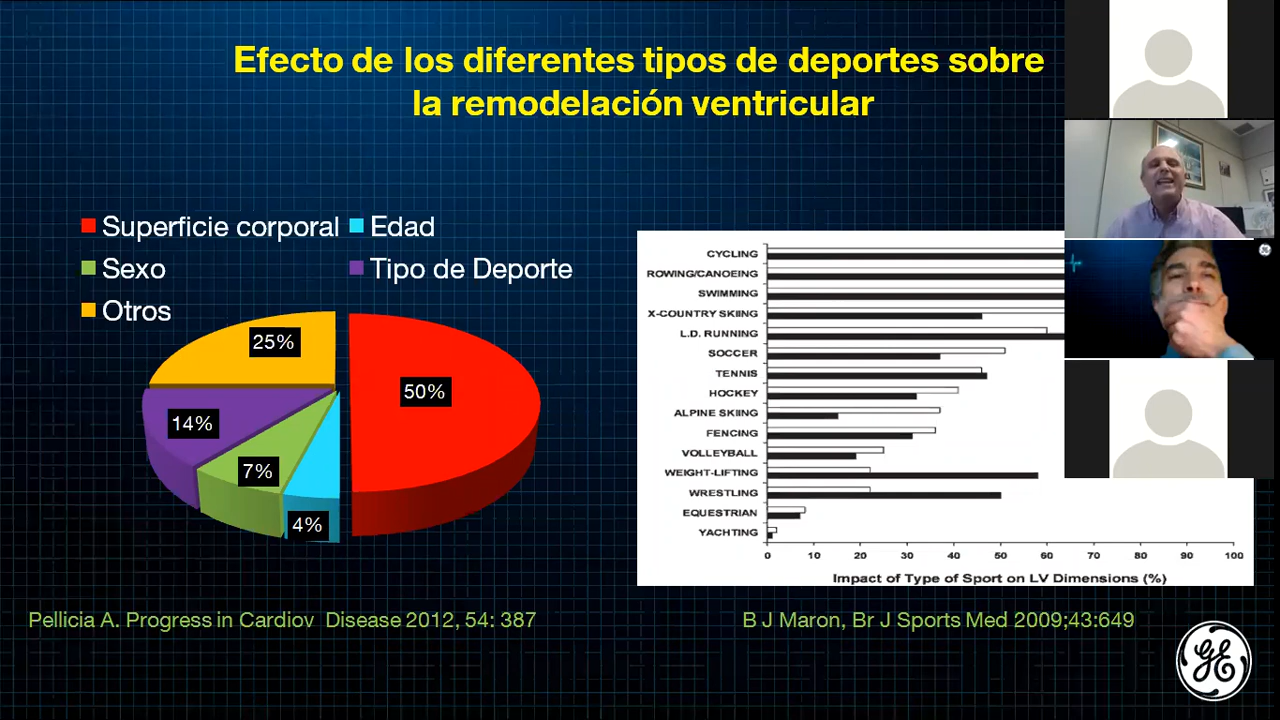 Efecto de los diferentes tipos de deportes sobre
la remodelación ventricular
Superficie corporal
Edad
Sexo
Tipo de Deporte
Otros
25%
50%
14%
7%
4%
CYCLING
ROWING/CANOEING
SWIMMING
X-COUNTRY SKIING
L.D. RUNNING
SOCCER
TENNIS
HOCKEY
ALPINE SKIING
FENCING
VOLLEYBALL
WEIGHT-LIFTING
WRESTLING
EQUESTRIAN
YACHTING
0 10 20 30 40 50 60 70 80 90 100
Impact of Type of Sport on LV Dimensions (%)
Pellicia A. Progress in Cardiov Disease 2012, 54: 387
B J Maron, Br J Sports Med 2009;43:649
GE